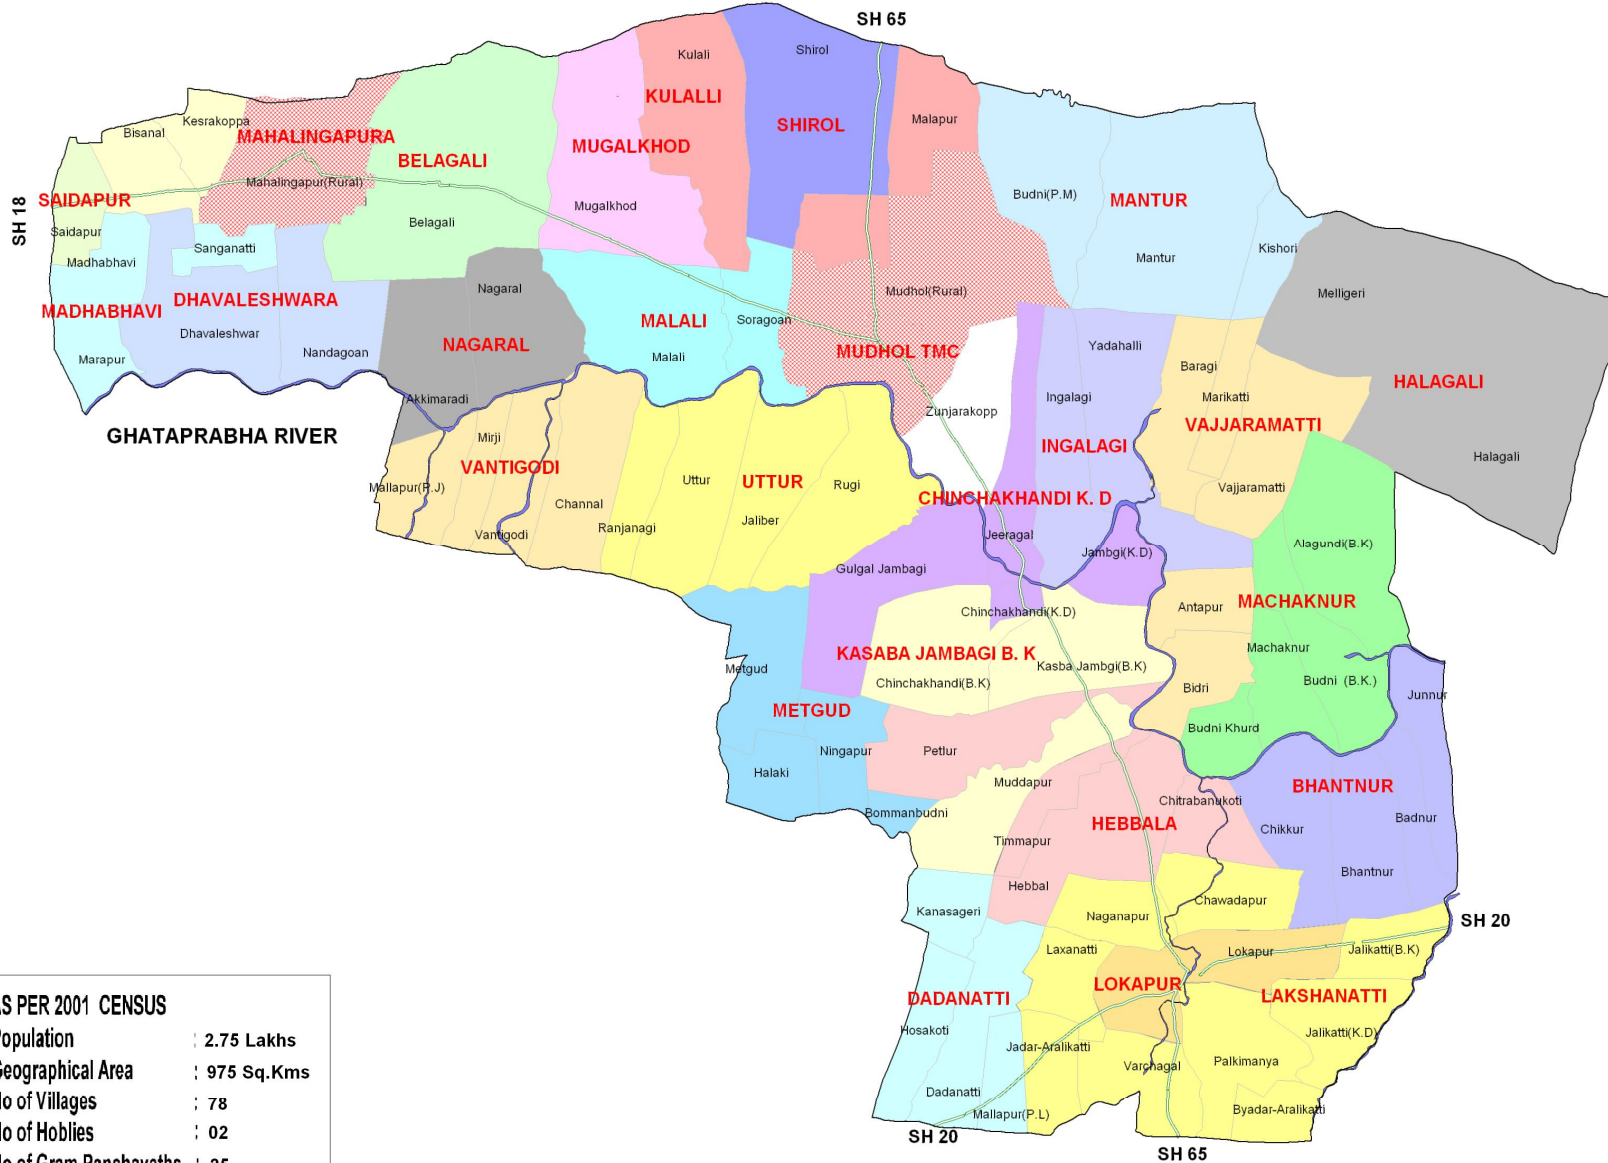 SH 65
Shirol
Kulali
KULALLI
Kesrakoppa
Bisanal
MAHALINGAPURA
BELAGALI
MUGALKHOD
SHIROL
Malapur
Mahalingapur(Rural)
SAIDAPUR
SH 18
Saidapur
Belagali
Mugalkhod
Budni(P.M)
MANTUR
Madhabhavi
Sanganatti
Mantur
Kishori
Nagaral
Mudhol(Rural)
Melligeri
MADHABHAVI
DHAVALESHWARA
Dhavaleshwar
Nandagoan
NAGARAL
MALALI
Malali
Soragoan
MUDHOL TMC
Yadahalli
Baragi
Marapur
HALAGALI
Akkimaradi
Ingalagi
Marikatti
Zunjarakopp
VAJJARAMATTI
GHATAPRABHA RIVER
Mirji
INGALAGI
Halagali
VANTIGODI
Mallapur(P.J)
Uttur
UTTUR
Rugi
CHINCHAKHANDI K. D
Vajjaramatti
Channal
Ranjanagi
Jaliber
Vantigodi
Jeeragal
Jambgi(K.D)
Alagundi(B.K)
Gulgal Jambagi
Chinchakhandi(K.D)
Antapur
MACHAKNUR
KASABA JAMBAGI B. K
Kasba Jambgi(B.K)
Machaknur
Metgud
Chinchakhandi(B.K)
Bidri
Budni (B.K.)
Junnur
METGUD
Ningapur
Petlur
Budni Khurd
Halaki
Muddapur
BHANTNUR
Bommanbudni
Chitrabanukoti
HEBBALA
Chikkur
Badnur
Timmapur
Bhantnur
Hebbal
Kanasageri
Naganapur
Chawadapur
SH 20
Laxanatti
Lokapur
Jalikatti(B.K)
DADANATTI
LOKAPUR
LAKSHANATTI
Hosakoti
Jadar-Aralikatti
Jalikatti(K.D)
Varchagal
Palkimanya
Dadanatti
Mallapur(P.L)
Byadar-Aralikatti
SH 20
SH 65
AS PER 2001 CENSUS
Population : 2.75 Lakhs
Geographical Area : 975 Sq.Kms
No of Villages : 78
No of Hoblies : 02